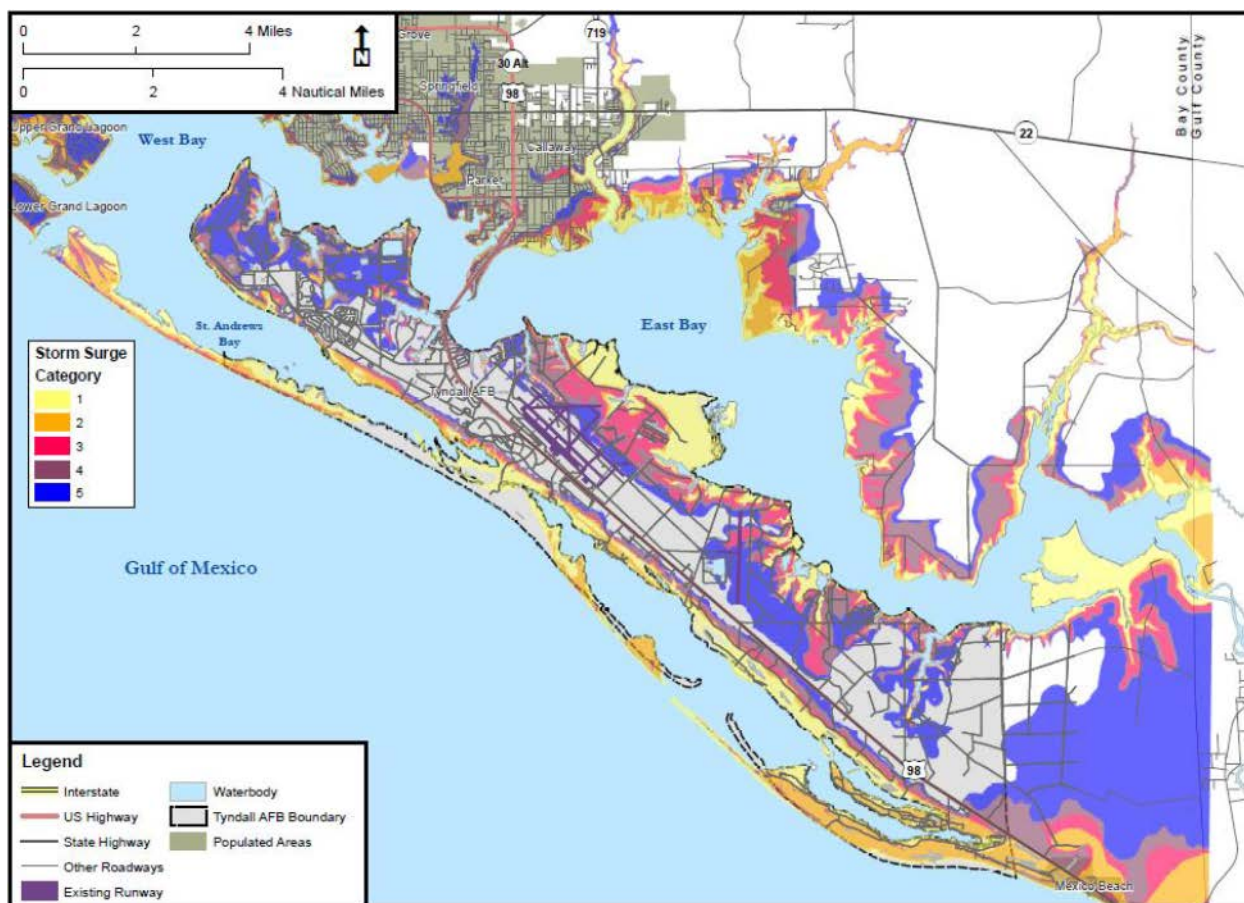 0 2 4 Miles
N
0 2 4 Nautical Miles
Grove
719
30 Alt
Springfield
98
Upper Grand Lagoon
West Bay
Callaway
22
Bay County
Gulf County
Parker
Lower Grand Lagoon
St. Andrews
Bay
East Bay
Storm Surge
Category
1
2
3
4
5
Tyndall AFB
Gulf of Mexico
98
Legend
Interstate
US Highway
State Highway
Other Roadways
Existing Runway
Waterbody
Tyndall AFB Boundary
Populated Areas
Mexico Beach